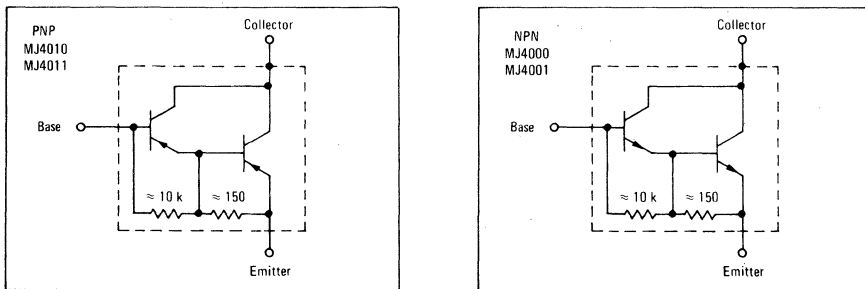 PNP
MJ4010
MJ4011
Collector
Base
≈ 10 k
≈ 150
Emitter
NPN
MJ4000
MJ4001
Collector
Base
≈ 10 k
≈ 150
Emitter